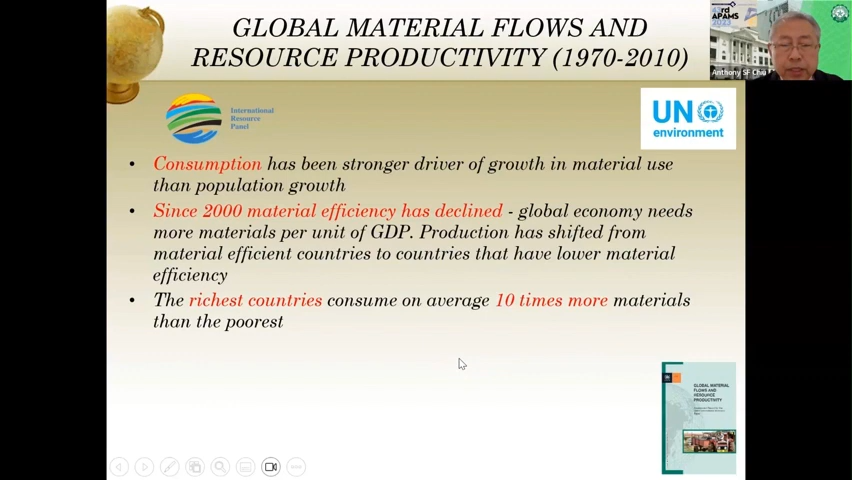 GLOBAL MATERIAL FLOWS AND
RESOURCE PRODUCTIVITY (1970-2010)
APAMS
Anthony SF Chiu
International
Resource
Panel
UN
environment
• Consumption has been stronger driver of growth in material use
than population growth
• Since 2000 material efficiency has declined - global economy needs
more materials per unit of GDP. Production has shifted from
material efficient countries to countries that have lower material
efficiency
• The richest countries consume on average 10 times more materials
than the poorest
GLOBAL MATERIAL
FLOWS AND
RESOURCE
PRODUCTIVITY